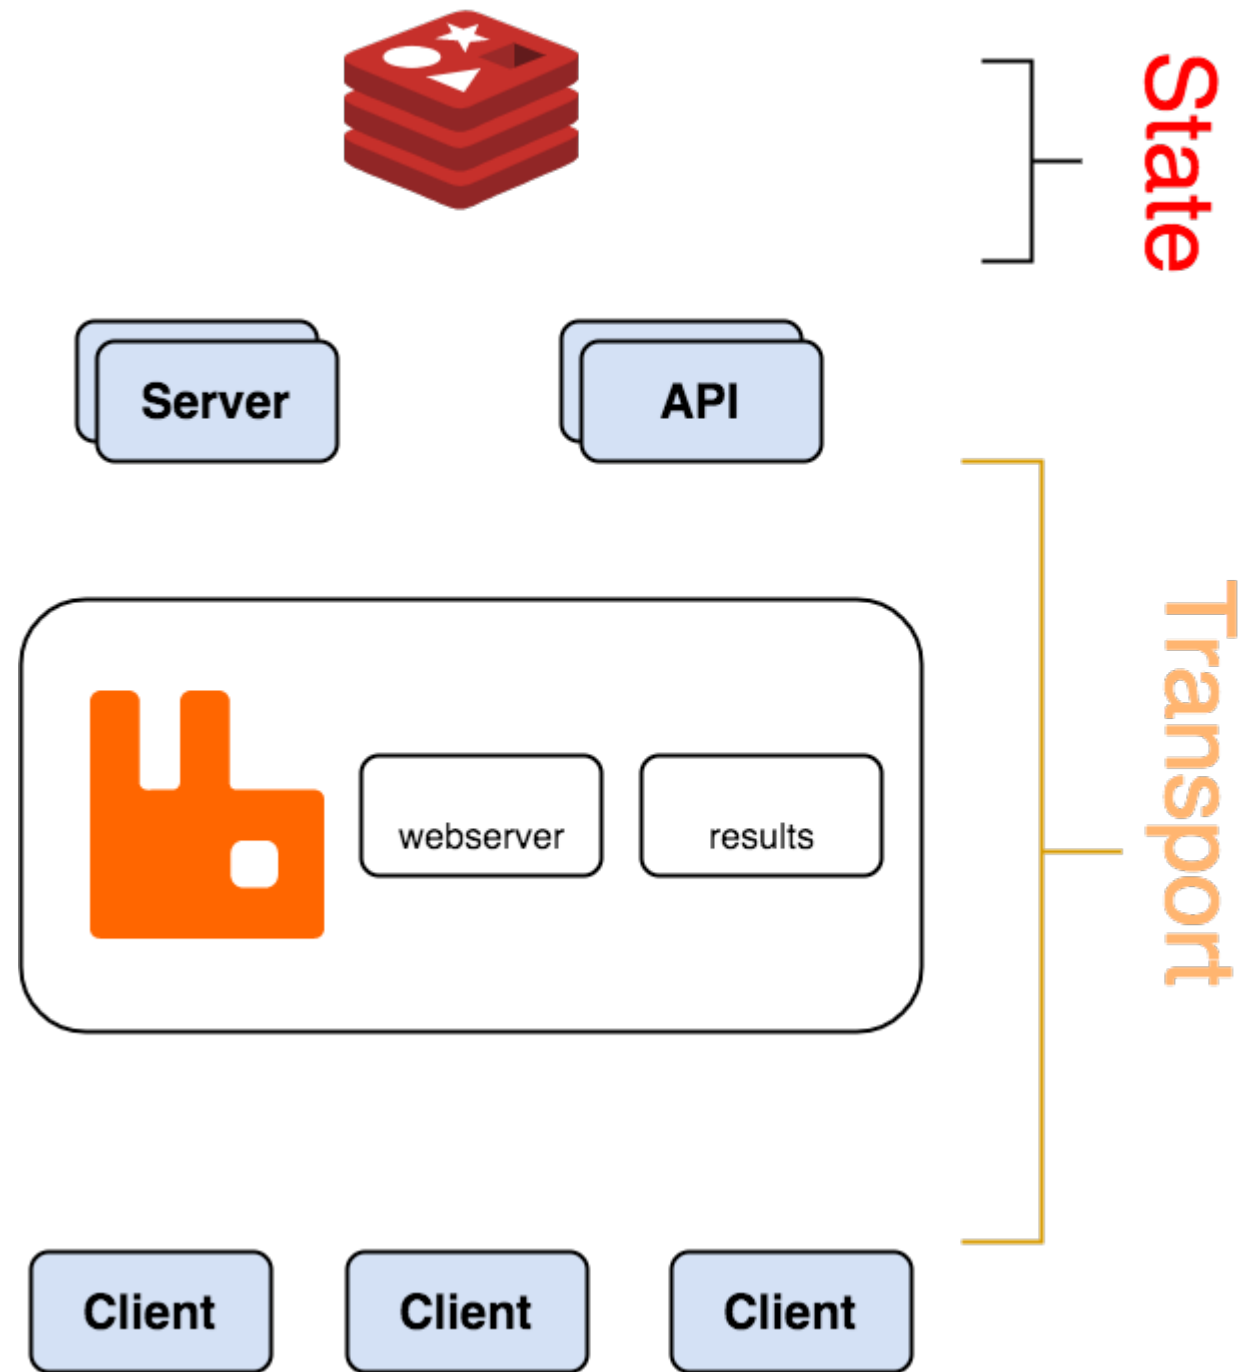 State
Server
API
Transport
webserver
results
Client
Client
Client